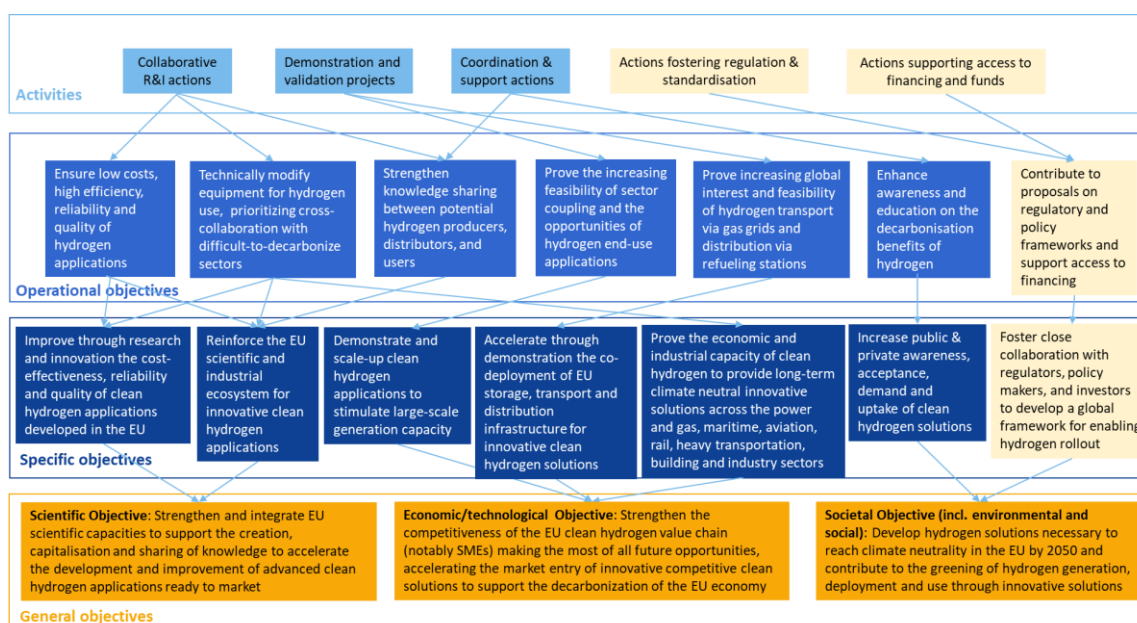 Collaborative
R&I actions
Demonstration and
validation projects
Coordination &
support actions
Actions fostering regulation &
standardisation
Actions supporting access to
financing and funds
Activities
Ensure low costs,
high efficiency,
reliability and
quality of
hydrogen
applications
Technically modify
equipment for hydrogen
use, prioritizing cross-
collaboration with
difficult-to-decarbonize
sectors
Strengthen
knowledge sharing
between potential
hydrogen producers,
distributors, and
users
Prove the increasing
feasibility of sector
coupling and the
opportunities of
hydrogen end-use
applications
Prove increasing global
interest and feasibility
of hydrogen transport
via gas grids and
distribution via
refueling stations
Enhance
awareness and
education on the
decarbonisation
benefits of
hydrogen
Contribute to
proposals on
regulatory and
policy
frameworks and
support access to
financing
Operational objectives
Improve through research
and innovation the cost-
effectiveness, reliability
and quality of clean
hydrogen applications
developed in the EU
Reinforce the EU
scientific and
industrial
ecosystem for
innovative clean
hydrogen
applications
Demonstrate and
scale-up clean
hydrogen
applications to
stimulate large-scale
generation capacity
Accelerate through
demonstration the co-
deployment of EU
storage, transport and
distribution
infrastructure for
innovative clean
hydrogen solutions
Prove the economic and
industrial capacity of clean
hydrogen to provide long-term
climate neutral innovative
solutions across the power
and gas, maritime, aviation,
rail, heavy transportation,
building and industry sectors
Increase public &
private awareness,
acceptance,
demand and
uptake of clean
hydrogen solutions
Foster close
collaboration with
regulators, policy
makers, and investors
to develop a global
framework for enabling
hydrogen rollout
Specific objectives
Scientific Objective: Strengthen and integrate EU
scientific capacities to support the creation,
capitalisation and sharing of knowledge to accelerate
the development and improvement of advanced clean
hydrogen applications ready to market
Economic/technological Objective: Strengthen the
competitiveness of the EU clean hydrogen value chain
(notably SMEs) making the most of all future opportunities,
accelerating the market entry of innovative competitive clean
solutions to support the decarbonization of the EU economy
Societal Objective (incl. environmental and
social): Develop hydrogen solutions necessary to
reach climate neutrality in the EU by 2050 and
contribute to the greening of hydrogen generation,
deployment and use through innovative solutions
General objectives